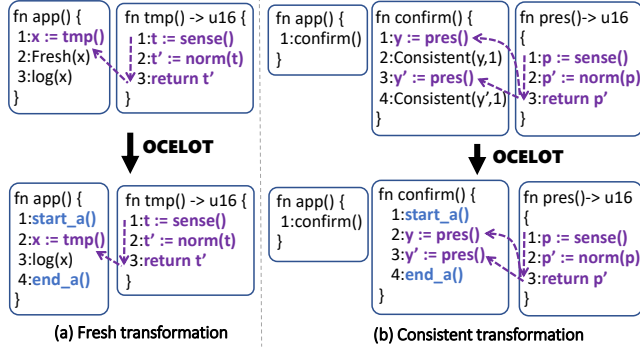 fn app() {
1:x := tmp()
2:Fresh(x)
3:log(x)
}
fn tmp() -> u16 {
1:t := sense()
2:t' := norm(t)
3:return t'
}
OCELOT
fn app() {
1:start_a()
2:x := tmp()
3:log(x)
4:end_a()
}
fn tmp() -> u16 {
1:t := sense()
2:t' := norm(t)
3:return t'
}
(a) Fresh transformation
fn app() {
1:confirm()
}
fn confirm() {
1:y := pres()
2:Consistent(y,1)
3:y' := pres()
4:Consistent(y',1)
}
fn pres()-> u16
{
1:p := sense()
2:p' := norm(p)
3:return p'
}
OCELOT
fn app() {
1:confirm()
}
fn confirm() {
1:start_a()
2:y := pres()
3:y' := pres()
4:end_a()
}
fn pres()-> u16
{
1:p := sense()
2:p' := norm(p)
3:return p'
}
(b) Consistent transformation